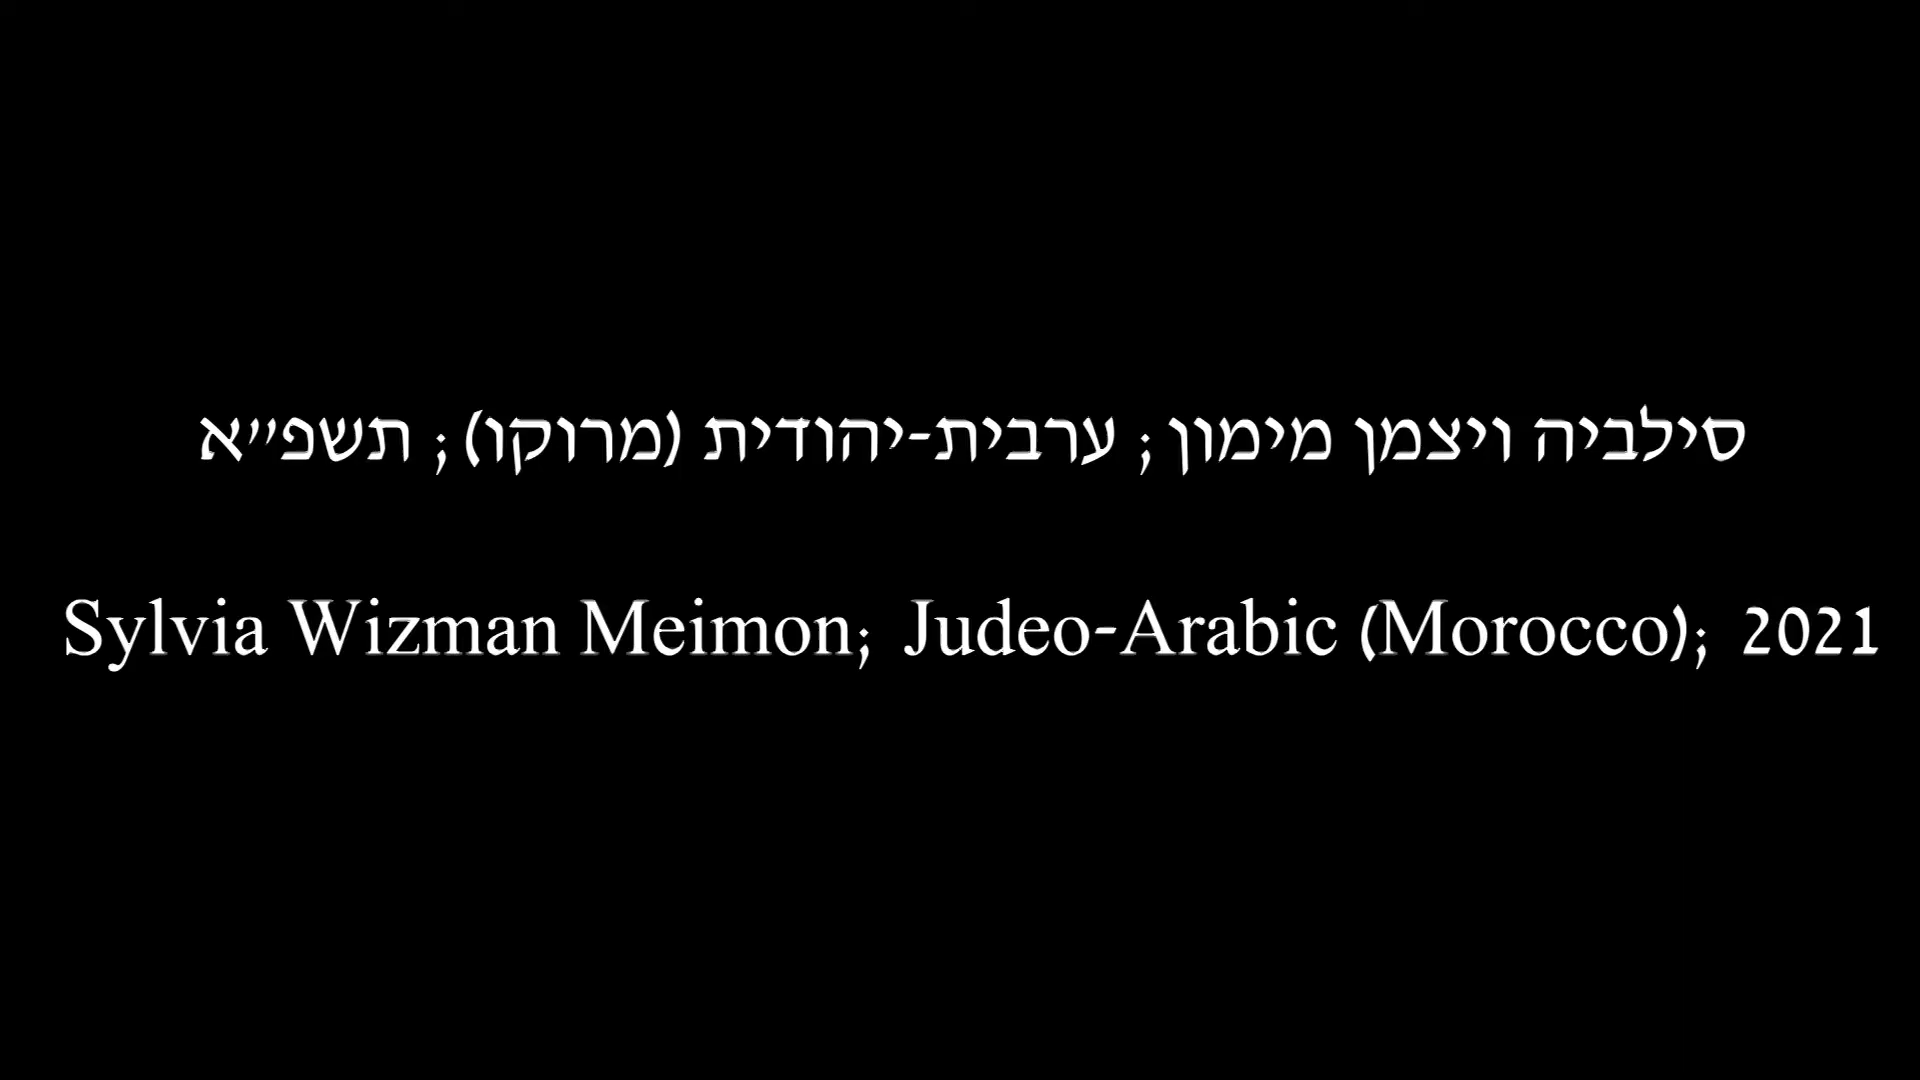 סילביה ויצמן מימון; ערבית-יהודית (מרוקו); תשפ״א
Sylvia Wizman Meimon; Judeo-Arabic (Morocco); 2021